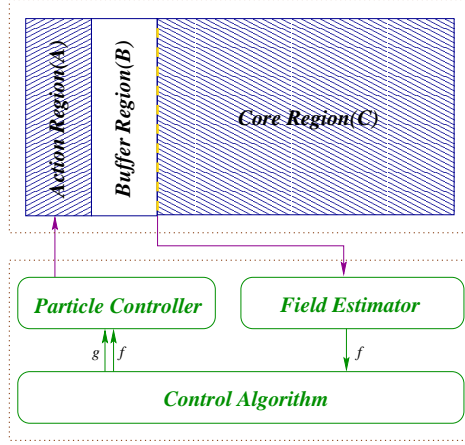 Action Region(A)
Buffer Region(B)
Core Region(C)
Particle Controller
Field Estimator
g
f
f
Control Algorithm